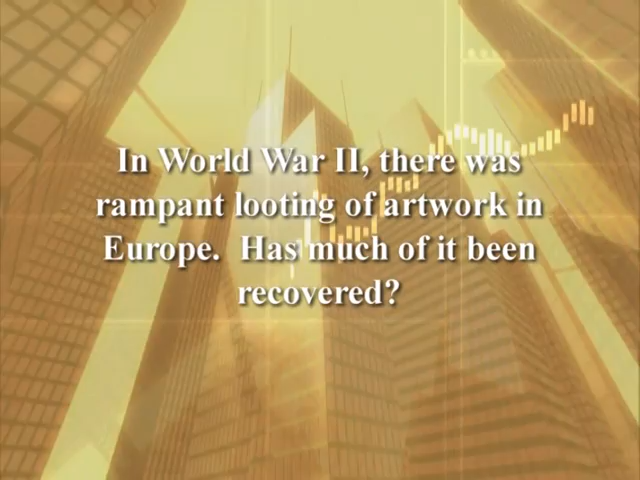 In World War II, there was
rampant looting of artwork in
Europe.  Has much of it been
recovered?